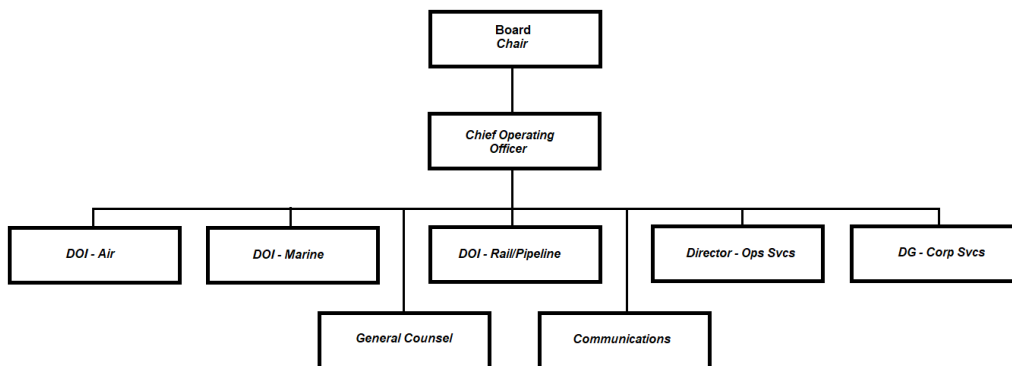 Board
Chair
Chief Operating
Officer
DOI - Air
DOI - Marine
DOI - Rail/Pipeline
Director - Ops Svcs
DG - Corp Svcs
General Counsel
Communications